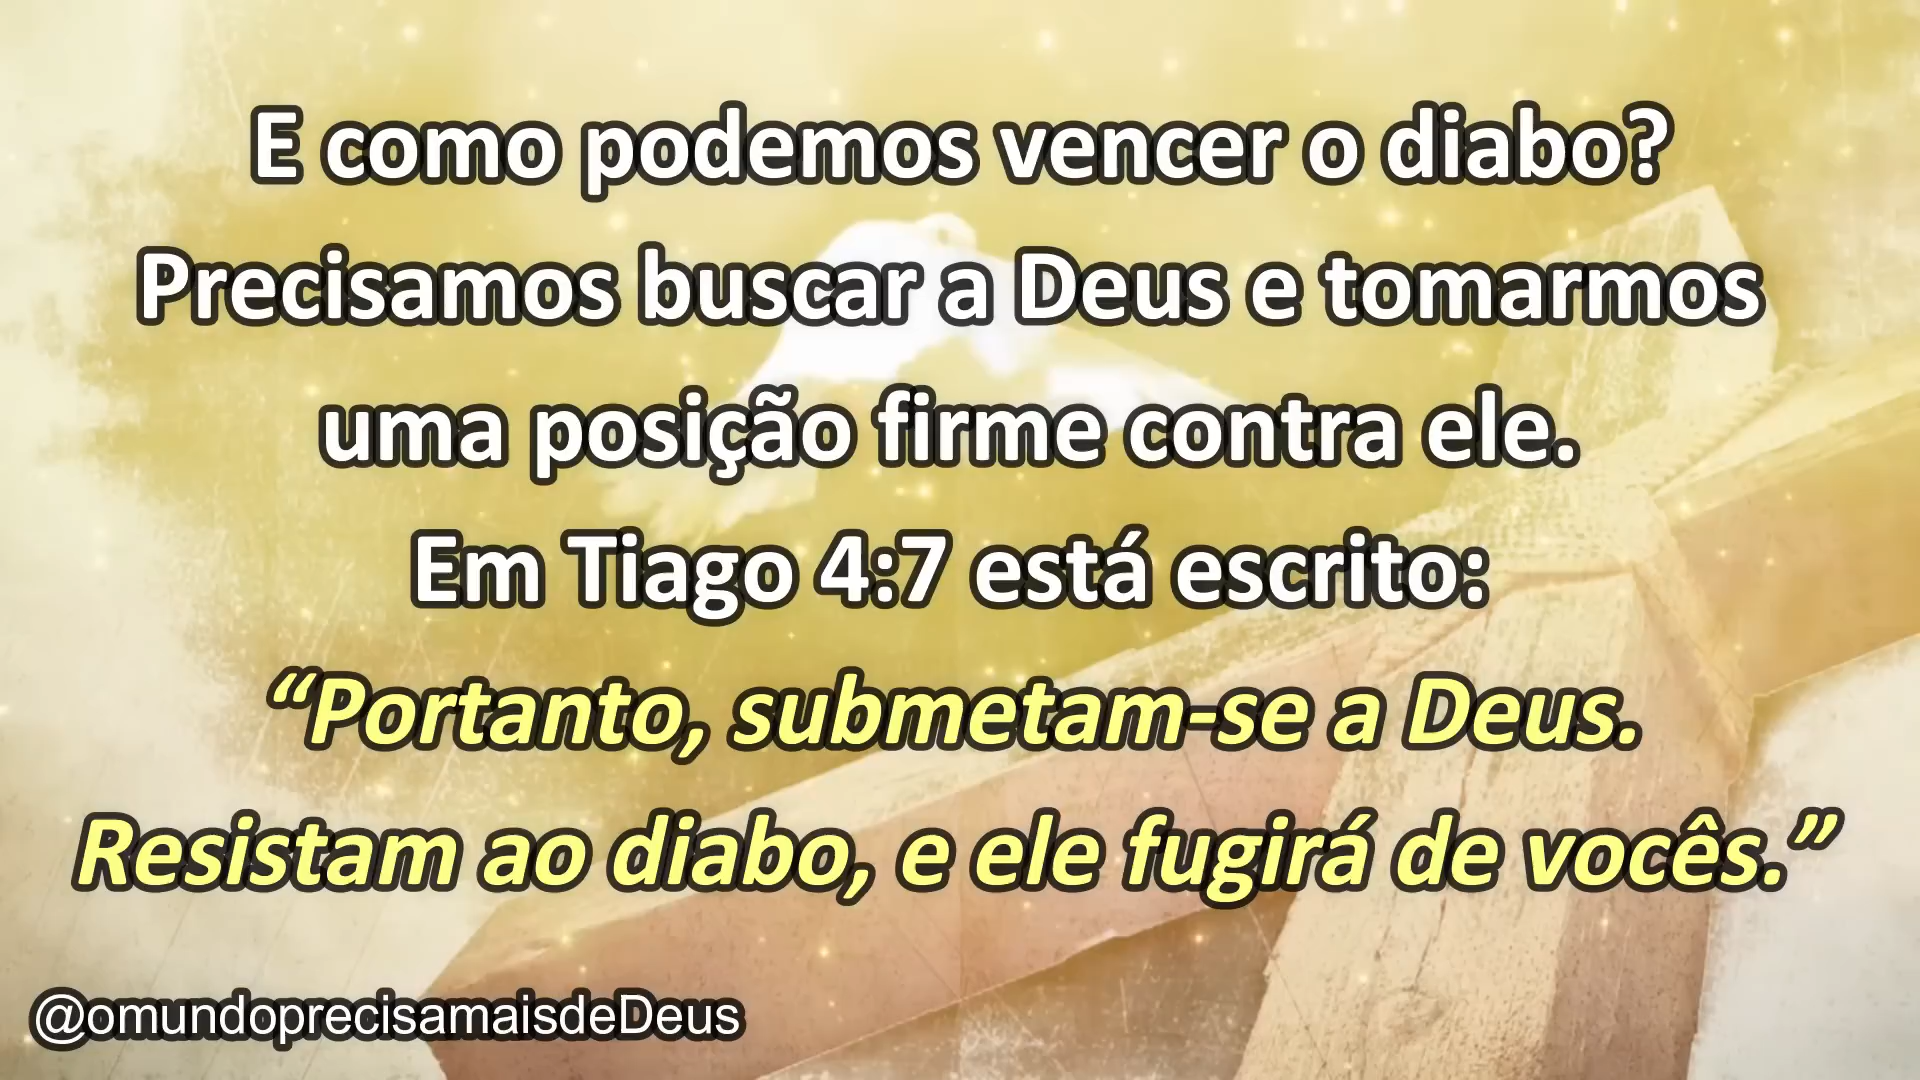 E como podemos vencer o diabo?
Precisamos buscar a Deus e tomarmos
uma posição firme contra ele.
Em Tiago 4:7 está escrito:
“Portanto, submetam-se a Deus.
Resistam ao diabo, e ele fugirá de vocês.”
@omundoprecisamaisdeDeus